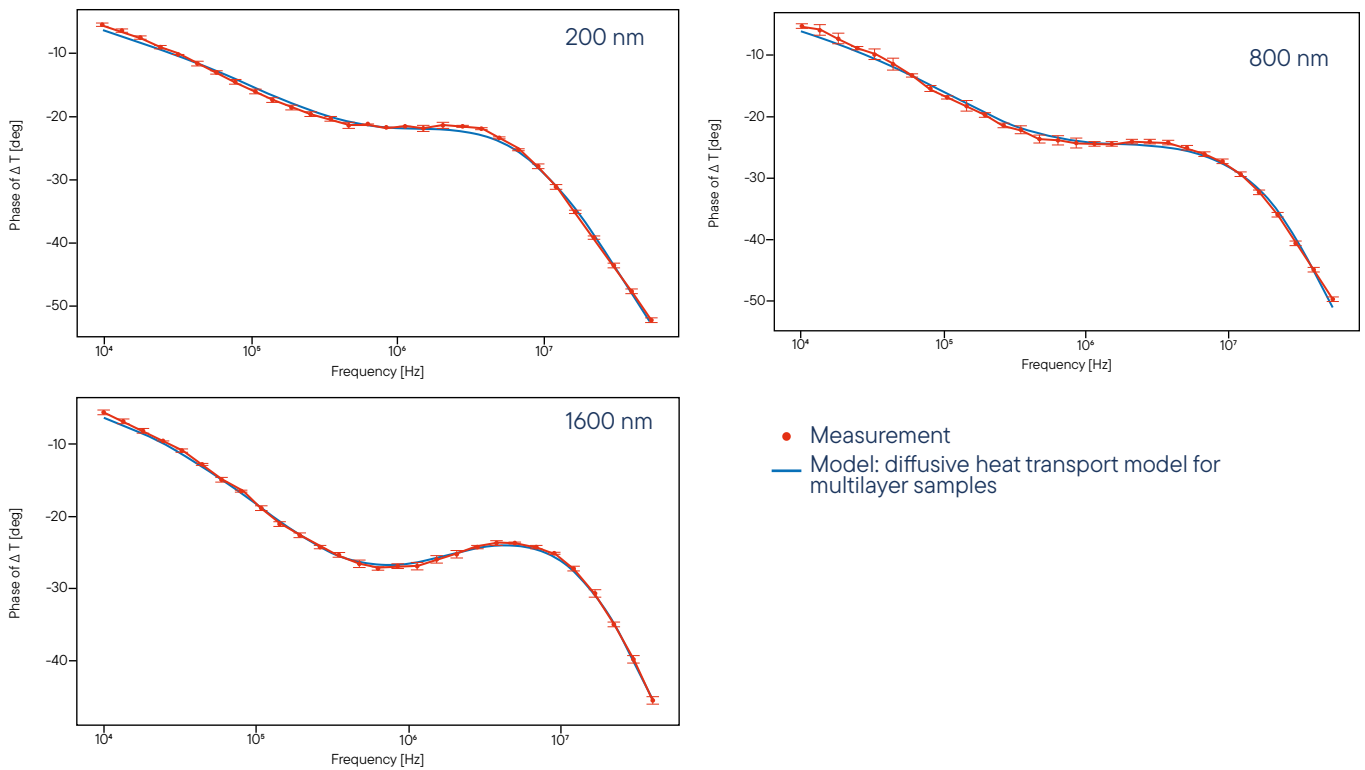 200 nm
-10
-20
-30
-40
-50
Phase of Δ T [deg]
10⁴ 10⁵ 10⁶ 10⁷
Frequency [Hz]
800 nm
-10
-20
-30
-40
-50
Phase of Δ T [deg]
10⁴ 10⁵ 10⁶ 10⁷
Frequency [Hz]
1600 nm
-10
-20
-30
-40
Phase of Δ T [deg]
10⁴ 10⁵ 10⁶ 10⁷
Frequency [Hz]
Measurement
Model: diffusive heat transport model for
multilayer samples